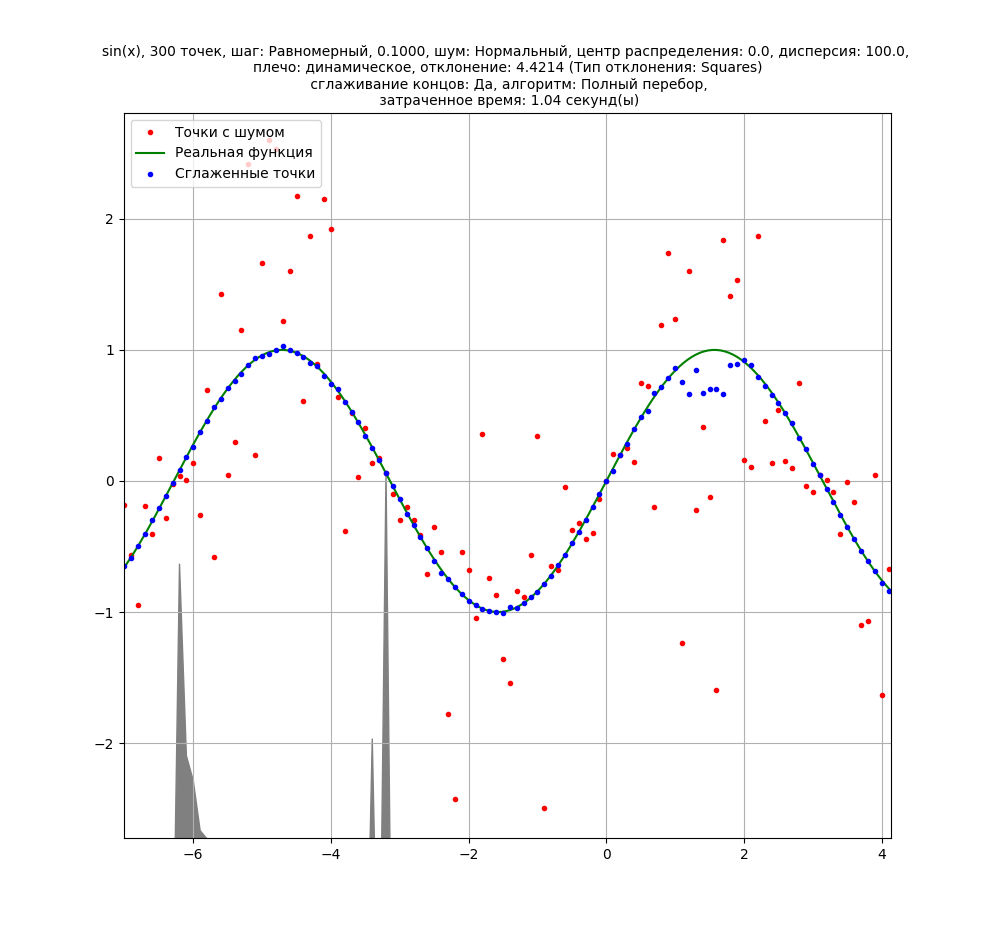 sin(x), 300 точек, шаг: Равномерный, 0.1000, шум: Нормальный, центр распределения: 0.0, дисперсия: 100.0,
плечо: динамическое, отклонение: 4.4214 (Тип отклонения: Squares)
сглаживание концов: Да, алгоритм: Полный перебор,
затраченное время: 1.04 секунд(ы)
Точки с шумом
Реальная функция
Сглаженные точки
2
1
0
−1
−2
−6 −4 −2 0 2 4